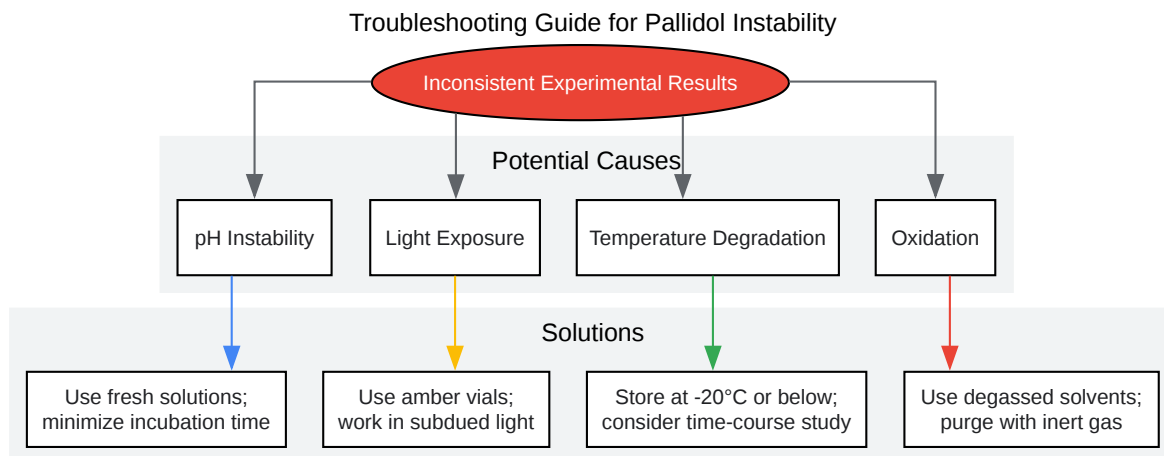 Troubleshooting Guide for Pallidol Instability
Inconsistent Experimental Results
Potential Causes
pH Instability
Light Exposure
Temperature Degradation
Oxidation
Solutions
Use fresh solutions;
minimize incubation time
Use amber vials;
work in subdued light
Store at -20°C or below;
consider time-course study
Use degassed solvents;
purge with inert gas